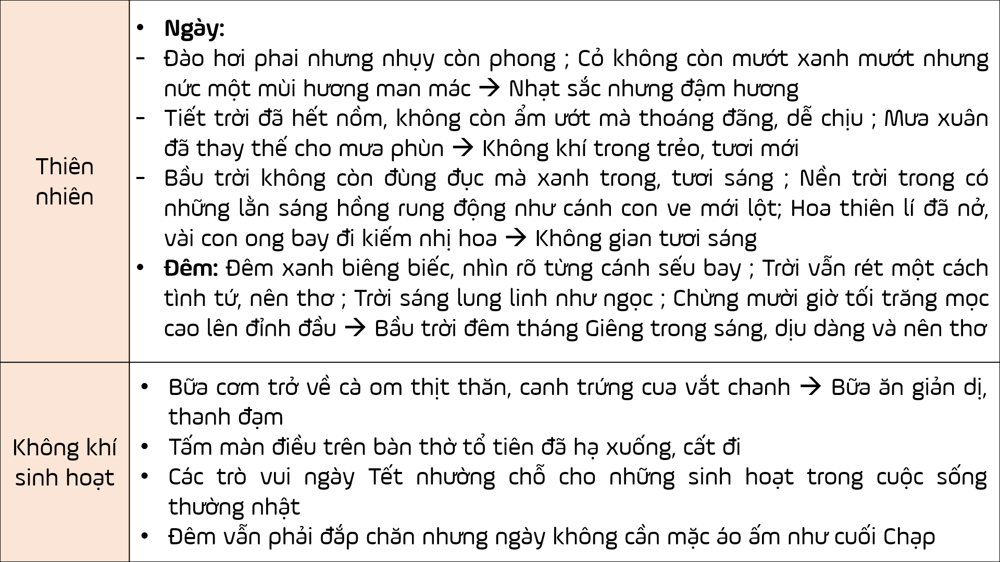 Thiên
nhiên
• Ngày:
- Đào hơi phai nhưng nhụy còn phong ; Cỏ không còn mướt xanh mướt nhưng
nức một mùi hương man mác → Nhạt sắc nhưng đậm hương
- Tiết trời đã hết nồm, không còn ẩm ướt mà thoáng đãng, dễ chịu ; Mưa xuân
đã thay thế cho mưa phùn → Không khí trong trẻo, tươi mới
- Bầu trời không còn đùng đục mà xanh trong, tươi sáng ; Nền trời trong có
những lằn sáng hồng rung động như cánh con ve mới lột; Hoa thiên lí đã nở,
vài con ong bay đi kiếm nhị hoa → Không gian tươi sáng
• Đêm: Đêm xanh biêng biếc, nhìn rõ từng cánh sếu bay ; Trời vẫn rét một cách
tình tứ, nên thơ ; Trời sáng lung linh như ngọc ; Chừng mười giờ tối trăng mọc
cao lên đỉnh đầu → Bầu trời đêm tháng Giêng trong sáng, dịu dàng và nên thơ
Không khí
sinh hoạt
• Bữa cơm trở về cà om thịt thăn, canh trứng cua vắt chanh → Bữa ăn giản dị,
thanh đạm
• Tấm màn điều trên bàn thờ tổ tiên đã hạ xuống, cất đi
• Các trò vui ngày Tết nhường chỗ cho những sinh hoạt trong cuộc sống
thường nhật
• Đêm vẫn phải đắp chăn nhưng ngày không cần mặc áo ấm như cuối Chạp